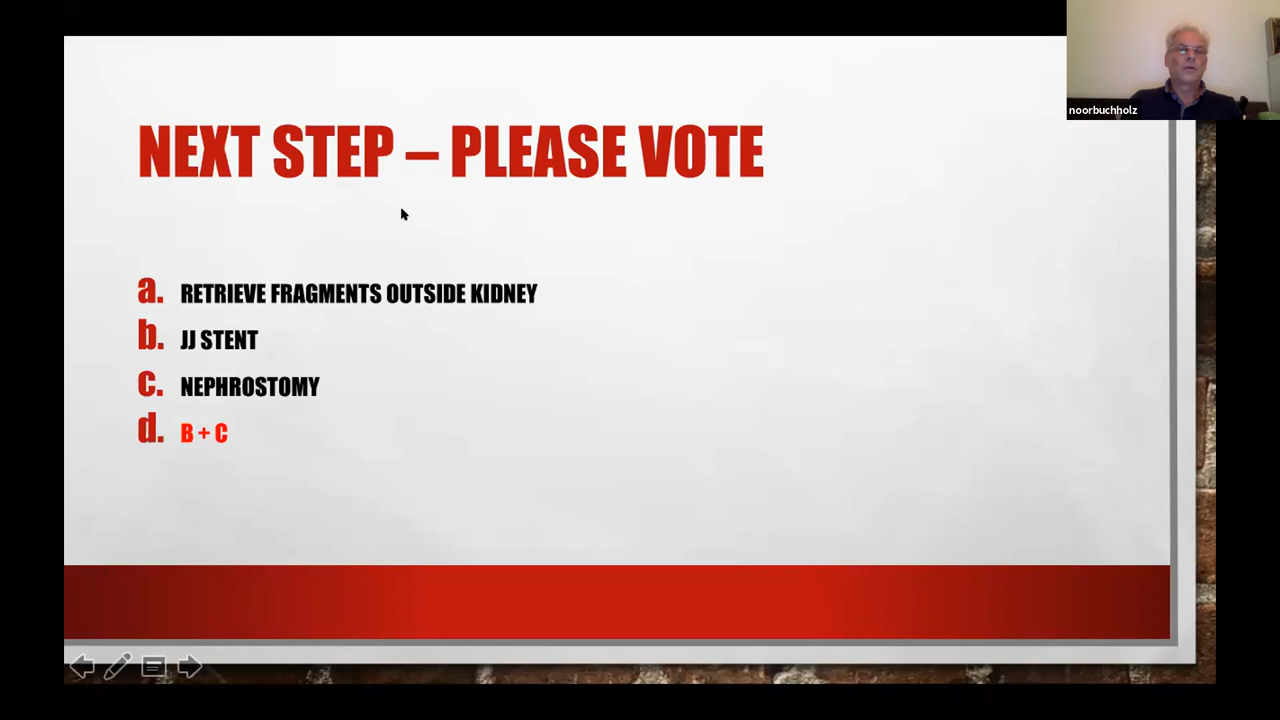 noorbuchholz
NEXT STEP – PLEASE VOTE
a. RETRIEVE FRAGMENTS OUTSIDE KIDNEY
b. JJ STENT
c. NEPHROSTOMY
d. B + C